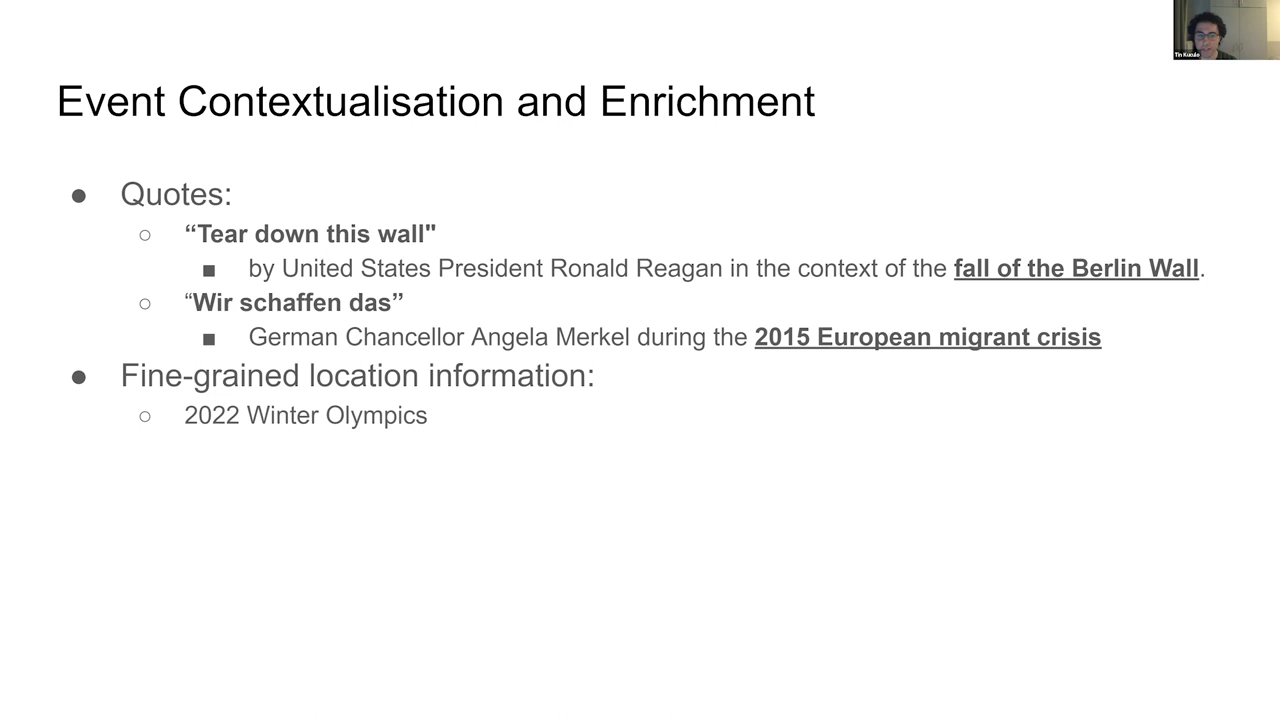 Tin Kuculo
Event Contextualisation and Enrichment
● Quotes:
○ “Tear down this wall"
■ by United States President Ronald Reagan in the context of the fall of the Berlin Wall.
○ “Wir schaffen das”
■ German Chancellor Angela Merkel during the 2015 European migrant crisis
● Fine-grained location information:
○ 2022 Winter Olympics